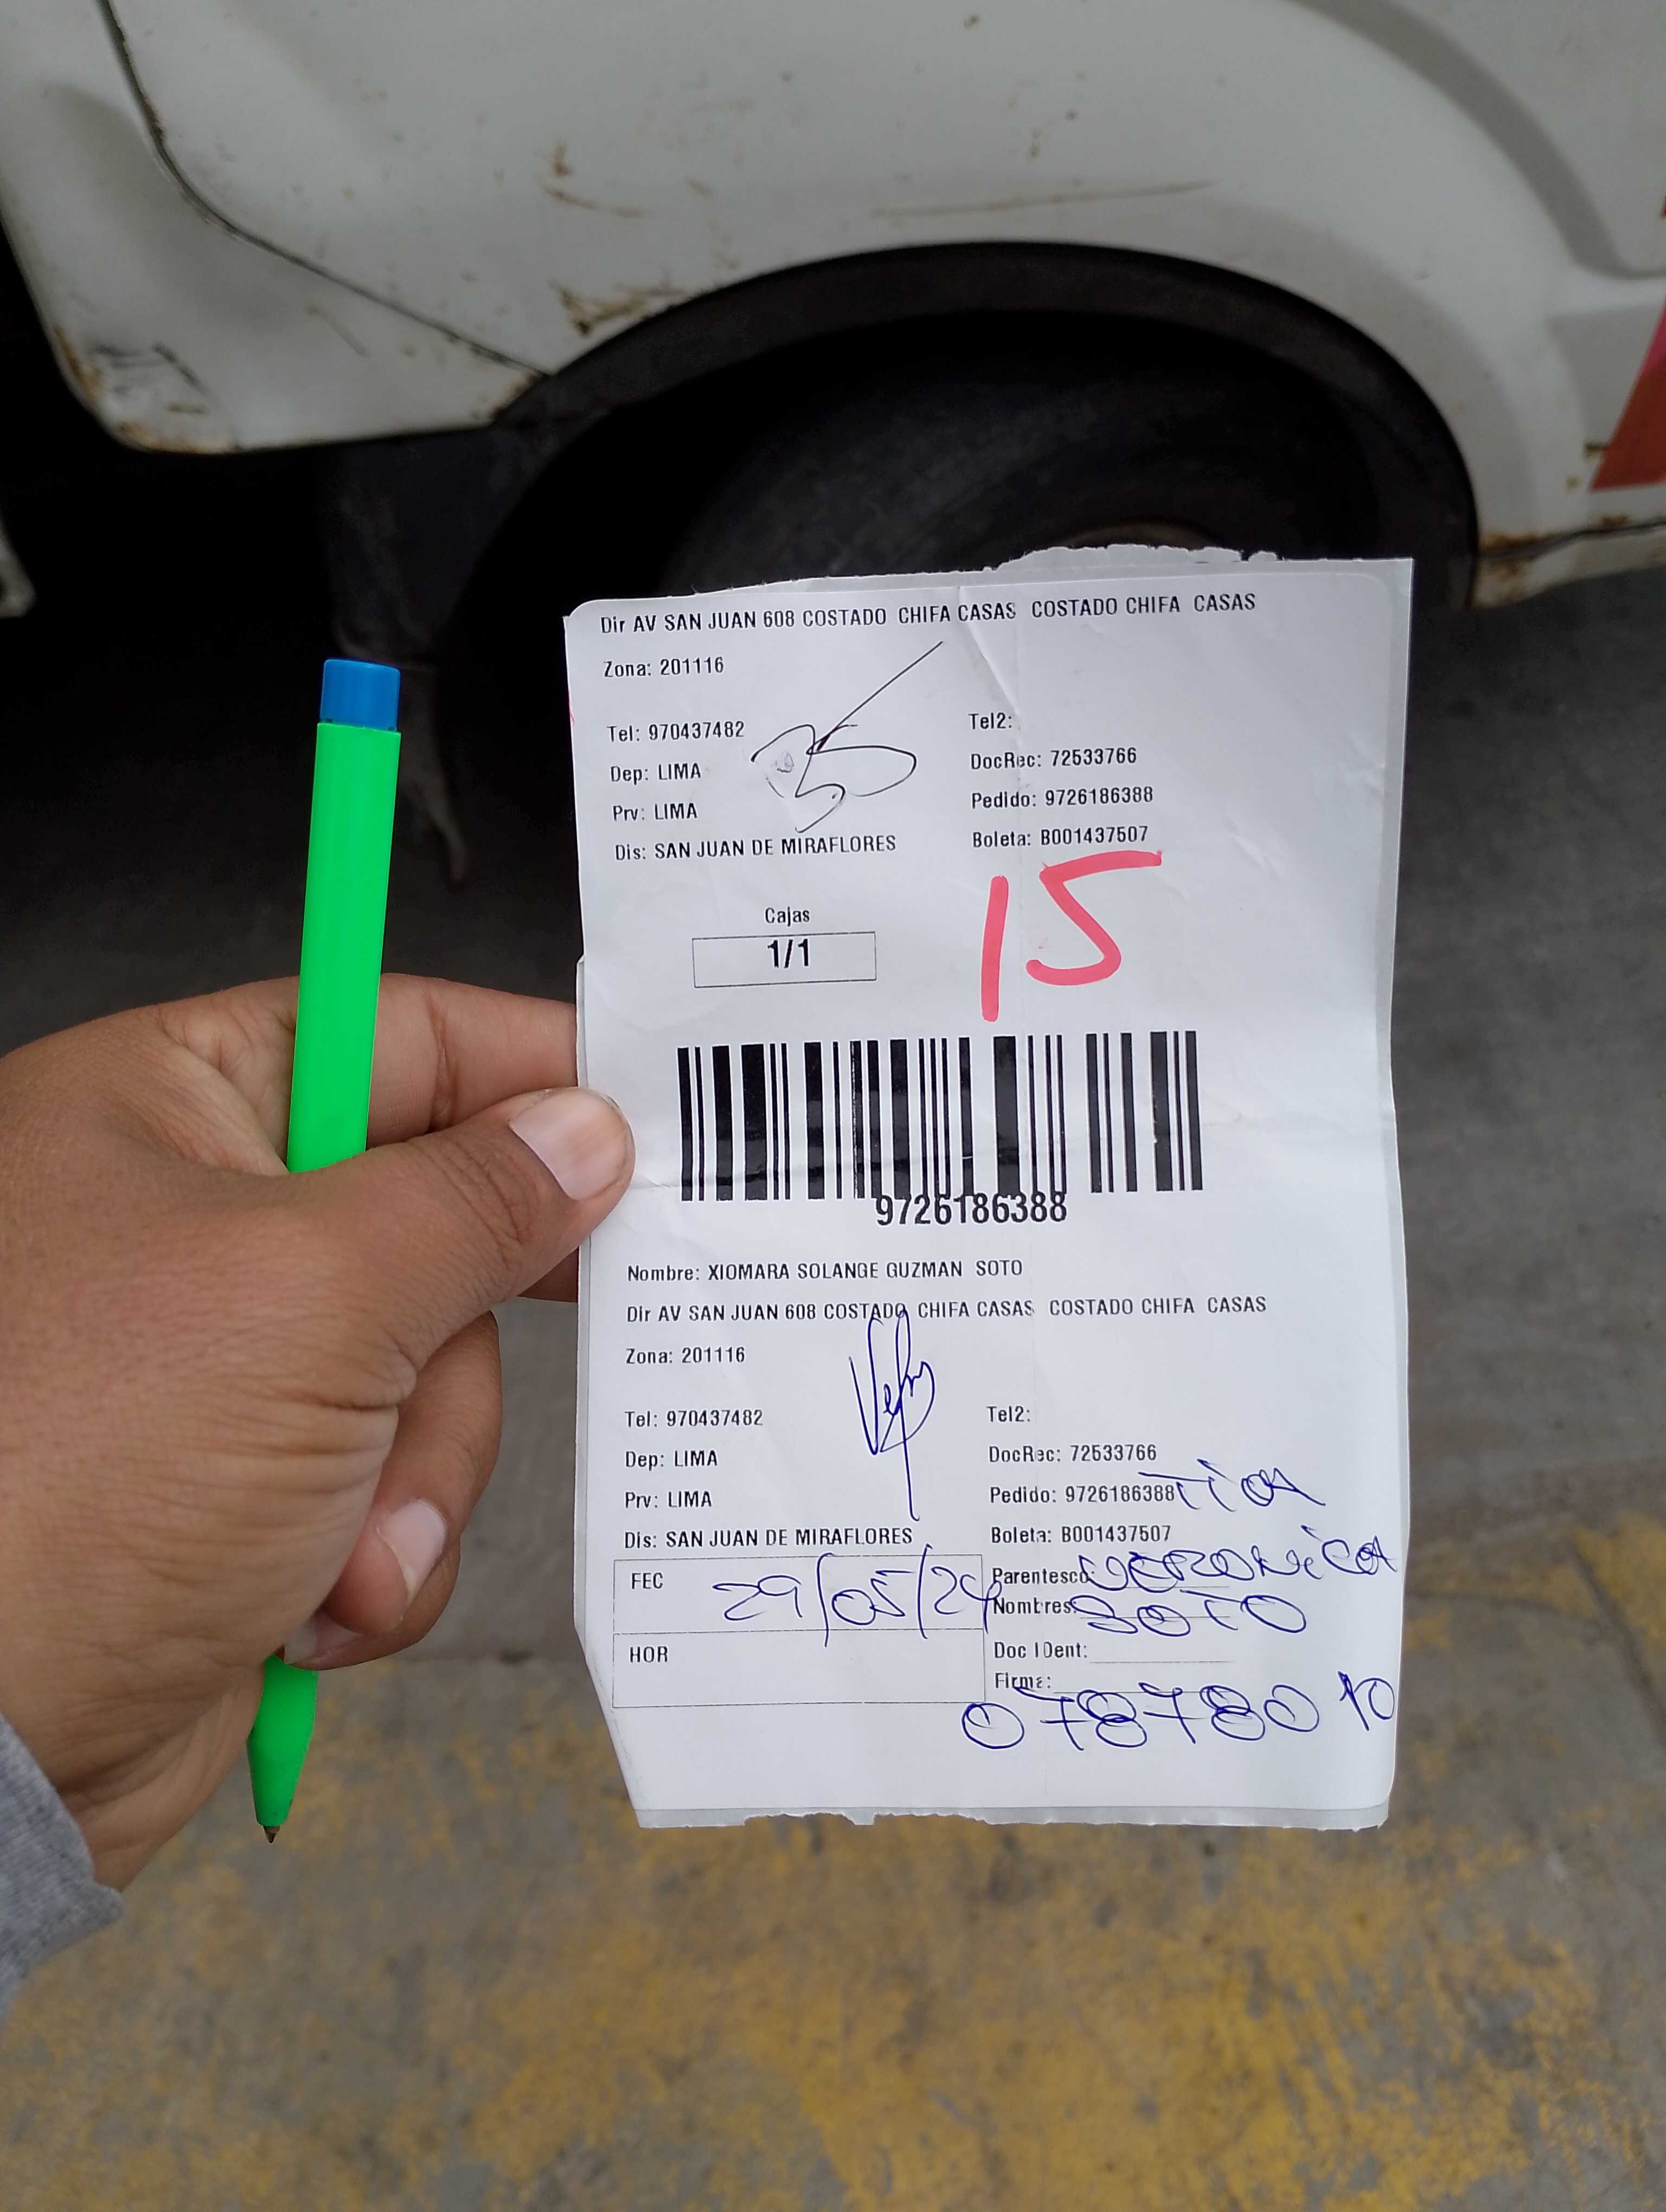 Dir AV SAN JUAN 608 COSTADO CHIFA CASAS COSTADO CHIFA CASAS
Zona: 201116
Tel: 970437482
Tel2:
35
Dep: LIMA
DocRec: 72533766
Prv: LIMA
Pedido: 9726186388
Dis: SAN JUAN DE MIRAFLORES
Boleta: B001437507
Cajas
1/1
15
9726186388
Nombre: XIOMARA SOLANGE GUZMAN SOTO
Dir AV SAN JUAN 608 COSTADO CHIFA CASAS COSTADO CHIFA CASAS
Zona: 201116
Tel: 970437482
Tel2:
Dep: LIMA
DocRec: 72533766
Prv: LIMA
Pedido: 9726186388 TiA
Dis: SAN JUAN DE MIRAFLORES
Boleta: B001437507
FEC 29/05/24
Parentesco: VERONiCA
Nombres: SOTO
HOR
Doc IDent:
Firma:
07878010